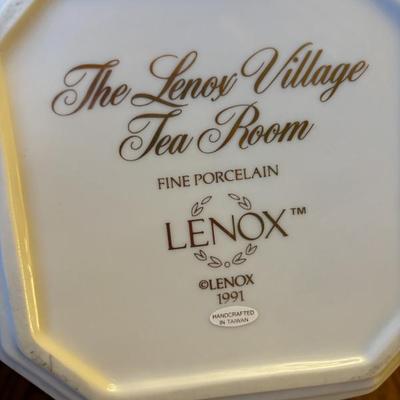 The Lenox Village
Tea Room
FINE PORCELAIN
LENOX™
©LENOX
1991
HANDCRAFTED
IN TAIWAN